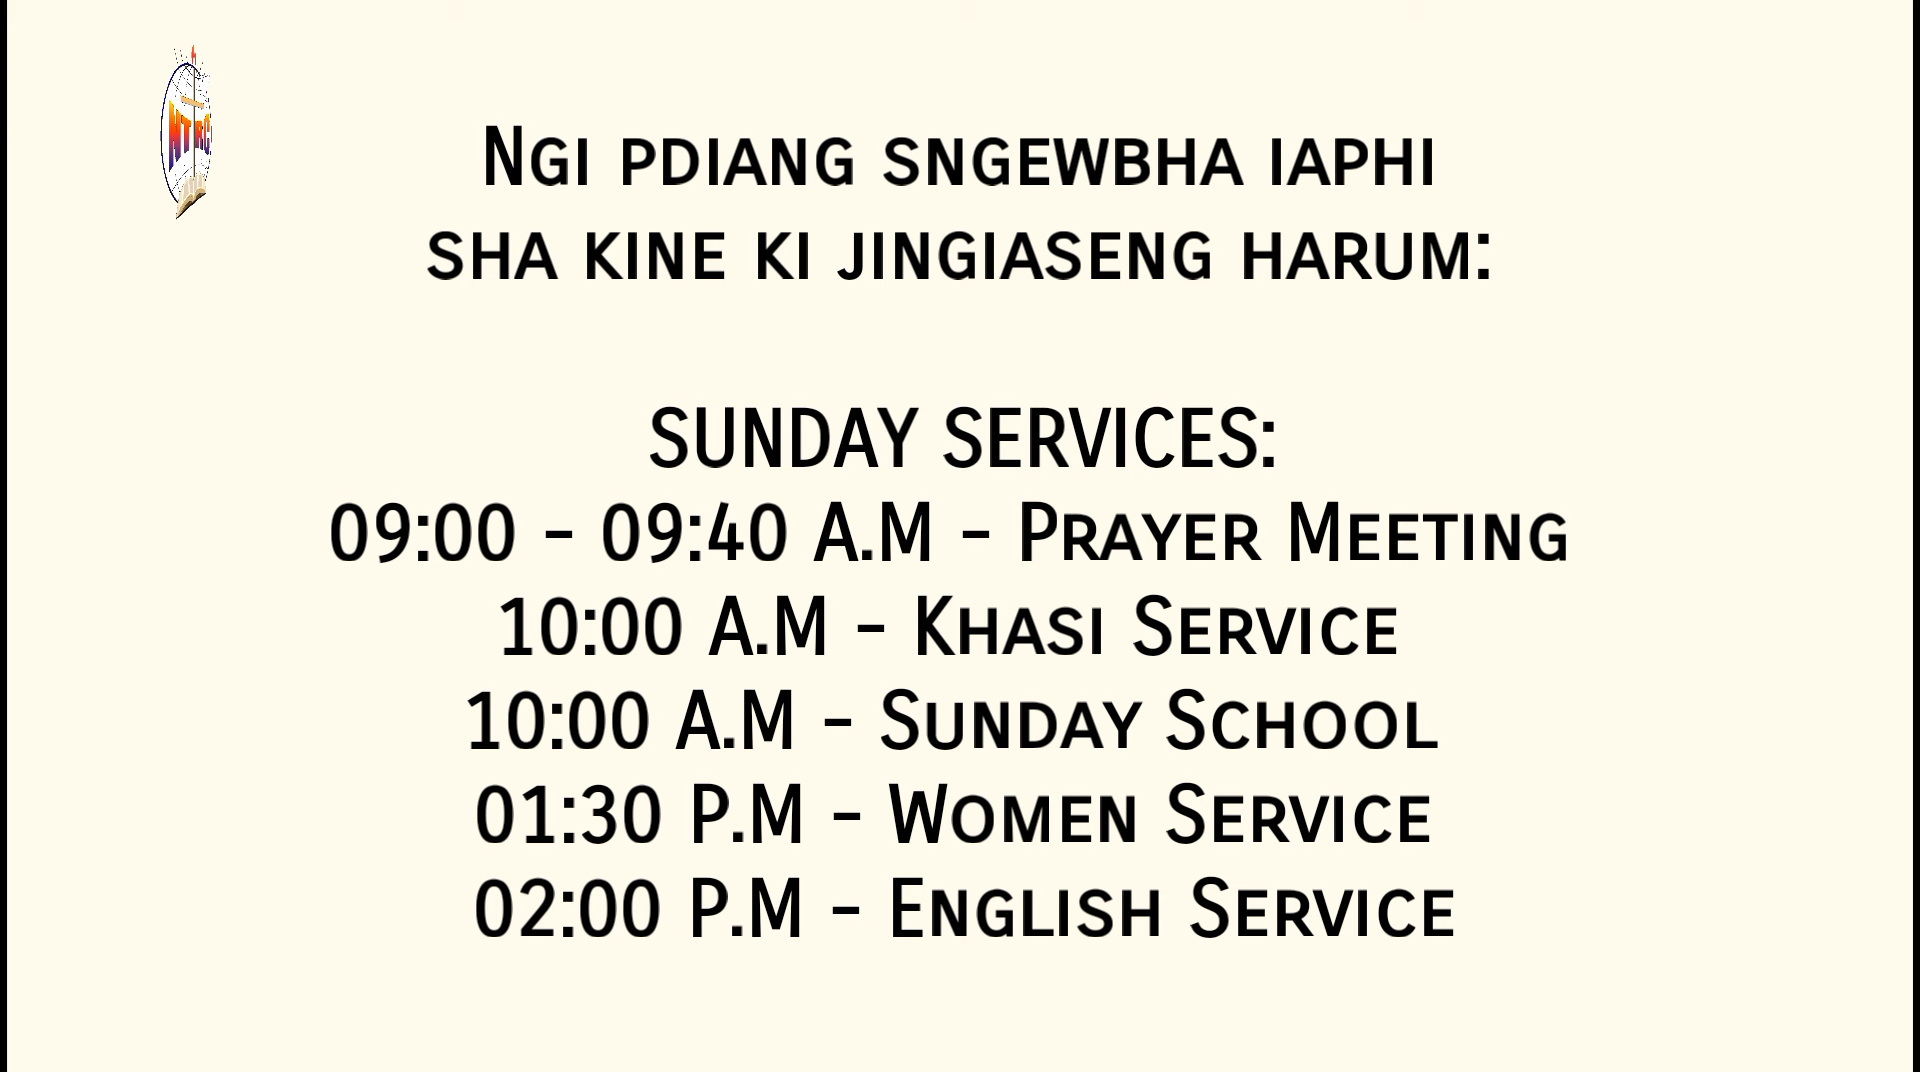 NTRC
Ngi pdiang sngewbha iaphi
sha kine ki jingiaseng harum:
SUNDAY SERVICES:
09:00 - 09:40 A.M - Prayer Meeting
10:00 A.M - Khasi Service
10:00 A.M - Sunday School
01:30 P.M - Women Service
02:00 P.M - English Service